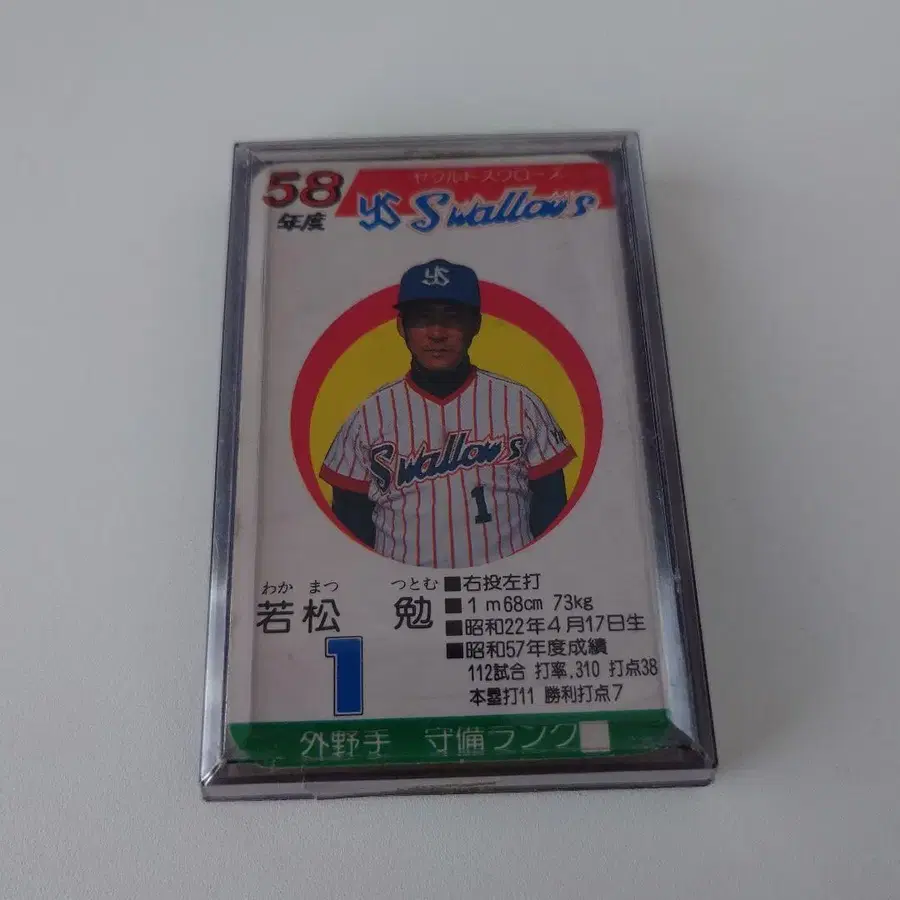 58
年度
ヤクルトスワローズ
YS Swallows
YS
Swallows
1
わか まつ つとむ
若松 勉
1
■右投左打
■1m68cm 73kg
■昭和22年4月17日生
■昭和57年度成績
112試合 打率.310 打点38
本塁打11 勝利打点7
外野手 守備ランク